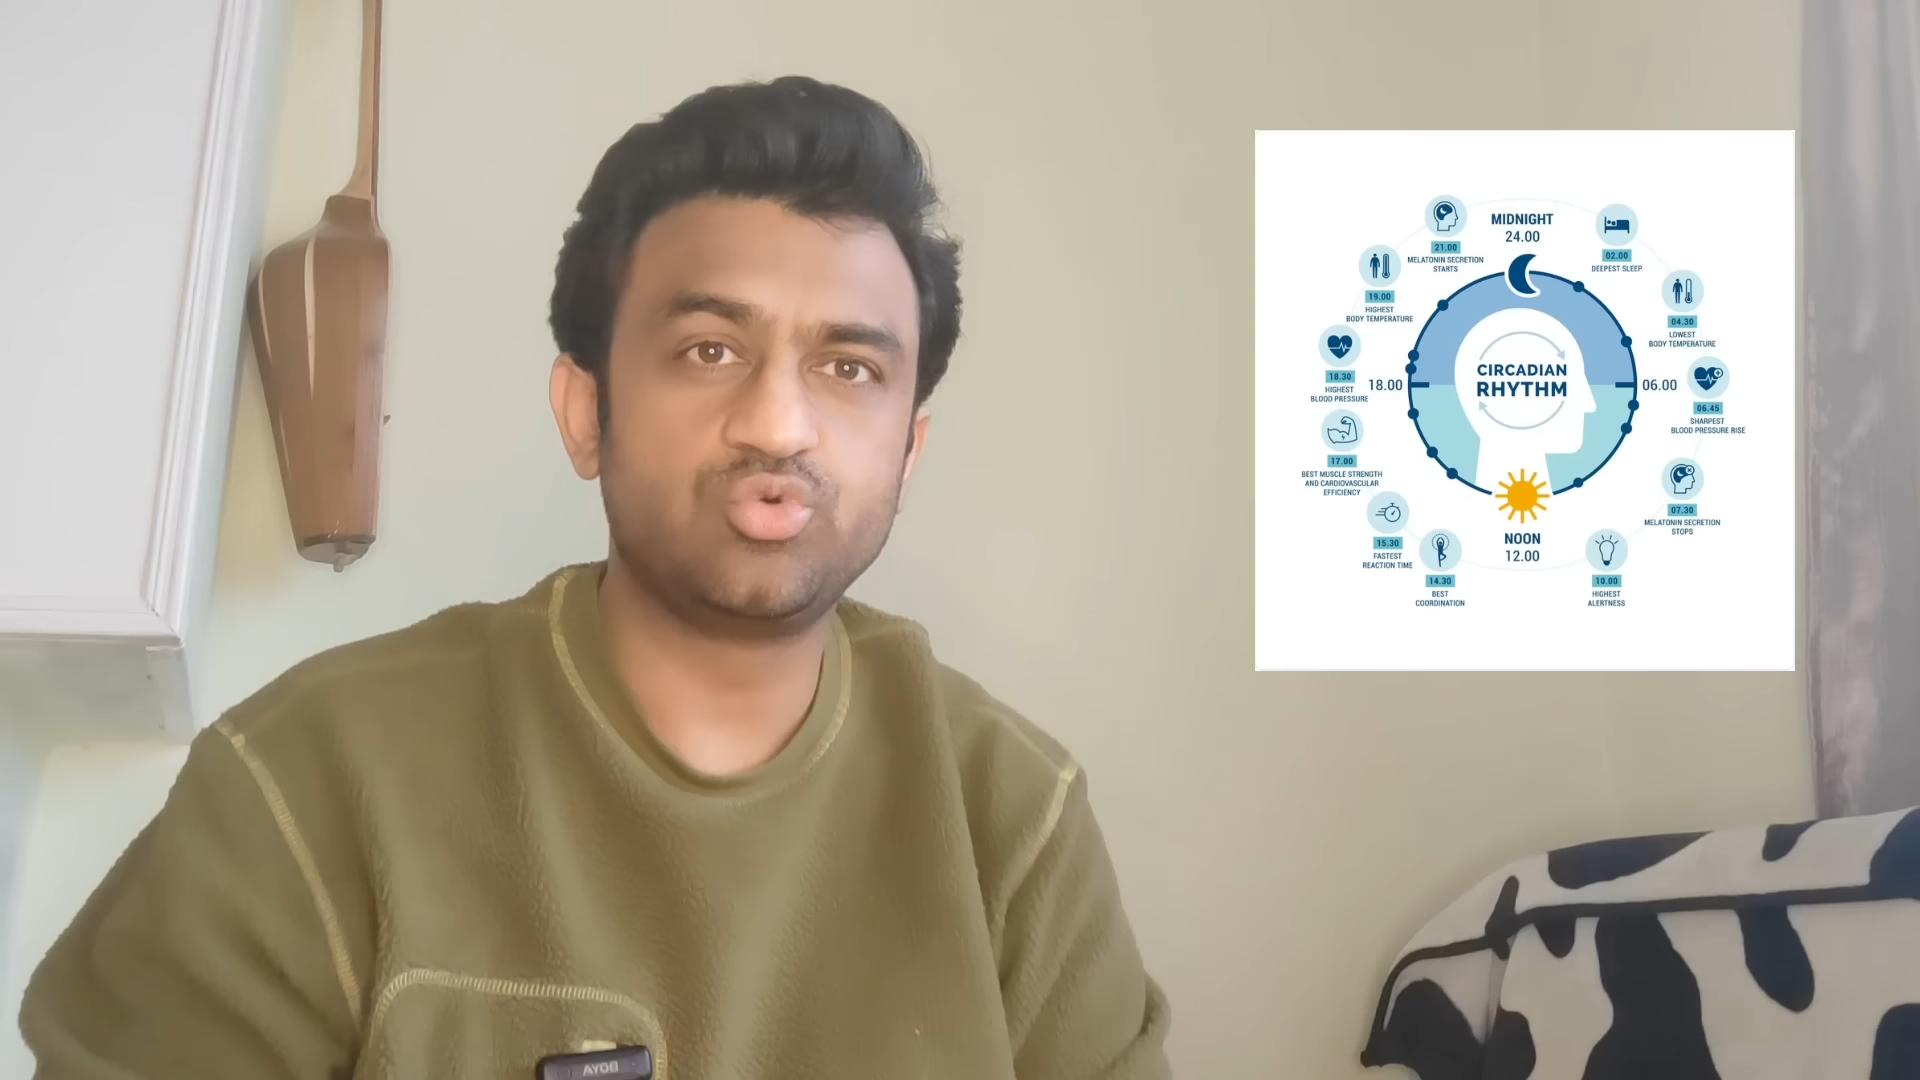 MIDNIGHT
24.00
21.00
MELATONIN SECRETION
STARTS
02.00
DEEPEST SLEEP
19.00
HIGHEST
BODY TEMPERATURE
04.30
LOWEST
BODY TEMPERATURE
18.30
HIGHEST
BLOOD PRESSURE
18.00
CIRCADIAN
RHYTHM
06.00
06.45
SHARPEST
BLOOD PRESSURE RISE
17.00
BEST MUSCLE STRENGTH
AND CARDIOVASCULAR
EFFICIENCY
07.30
MELATONIN SECRETION
STOPS
15.30
FASTEST
REACTION TIME
14.30
BEST
COORDINATION
NOON
12.00
10.00
HIGHEST
ALERTNESS
BOYA